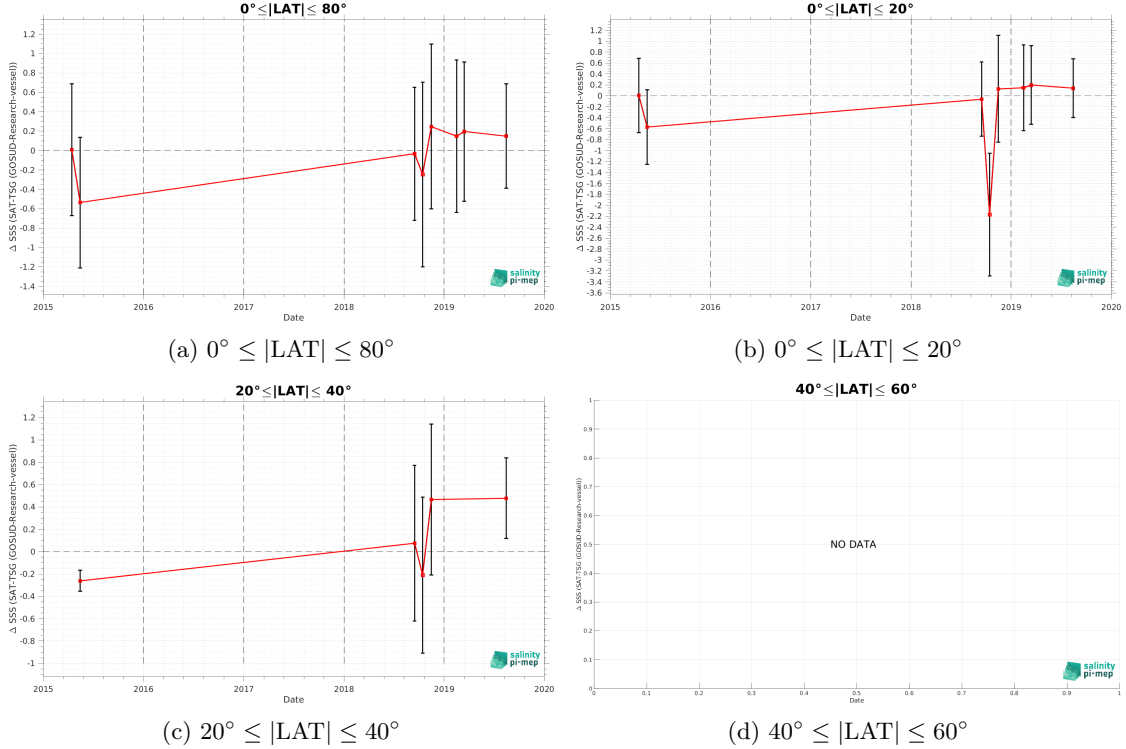 0°≤|LAT|≤ 80°
Δ SSS (SAT-TSG (GOSUD-Research-vessel))
1.2
1
0.8
0.6
0.4
0.2
0
-0.2
-0.4
-0.6
-0.8
-1
-1.2
-1.4
2015 2016 2017 2018 2019 2020
Date
salinity
pi-mep
(a) 0° ≤ |LAT| ≤ 80°
0°≤|LAT|≤ 20°
Δ SSS (SAT-TSG (GOSUD-Research-vessel))
1.2
1
0.8
0.6
0.4
0.2
0
-0.2
-0.4
-0.6
-0.8
-1
-1.2
-1.4
-1.6
-1.8
-2
-2.2
-2.4
-2.6
-2.8
-3
-3.2
-3.4
-3.6
2015 2016 2017 2018 2019 2020
Date
salinity
pi-mep
(b) 0° ≤ |LAT| ≤ 20°
20°≤|LAT|≤ 40°
Δ SSS (SAT-TSG (GOSUD-Research-vessel))
1.2
1
0.8
0.6
0.4
0.2
0
-0.2
-0.4
-0.6
-0.8
-1
2015 2016 2017 2018 2019 2020
Date
salinity
pi-mep
(c) 20° ≤ |LAT| ≤ 40°
40°≤|LAT|≤ 60°
Δ SSS (SAT-TSG (GOSUD-Research-vessel))
1
0.9
0.8
0.7
0.6
0.5
0.4
0.3
0.2
0.1
0
NO DATA
0 0.1 0.2 0.3 0.4 0.5 0.6 0.7 0.8 0.9 1
Date
salinity
pi-mep
(d) 40° ≤ |LAT| ≤ 60°